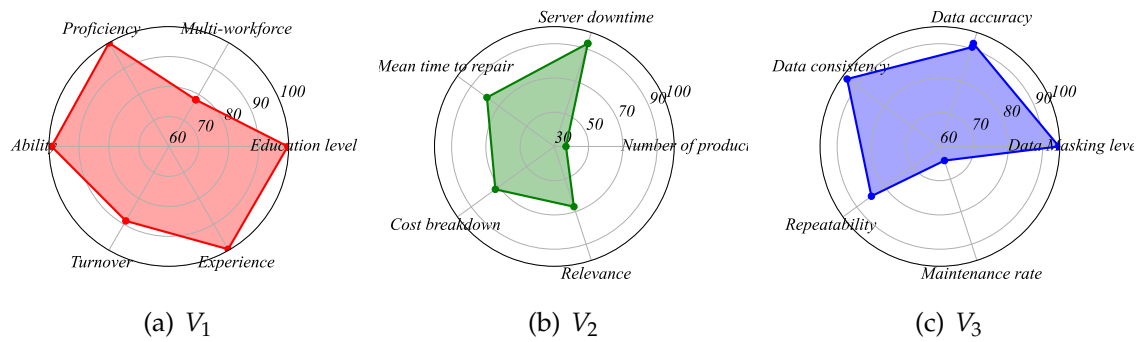 Proficiency
Multi-workforce
Ability
Education level
Turnover
Experience
60
70
80
90
100
(a) V1
Server downtime
Mean time to repair
Number of product
Cost breakdown
Relevance
30
50
70
90
100
(b) V2
Data accuracy
Data consistency
Data Masking leve
Repeatability
Maintenance rate
60
70
80
90
100
(c) V3